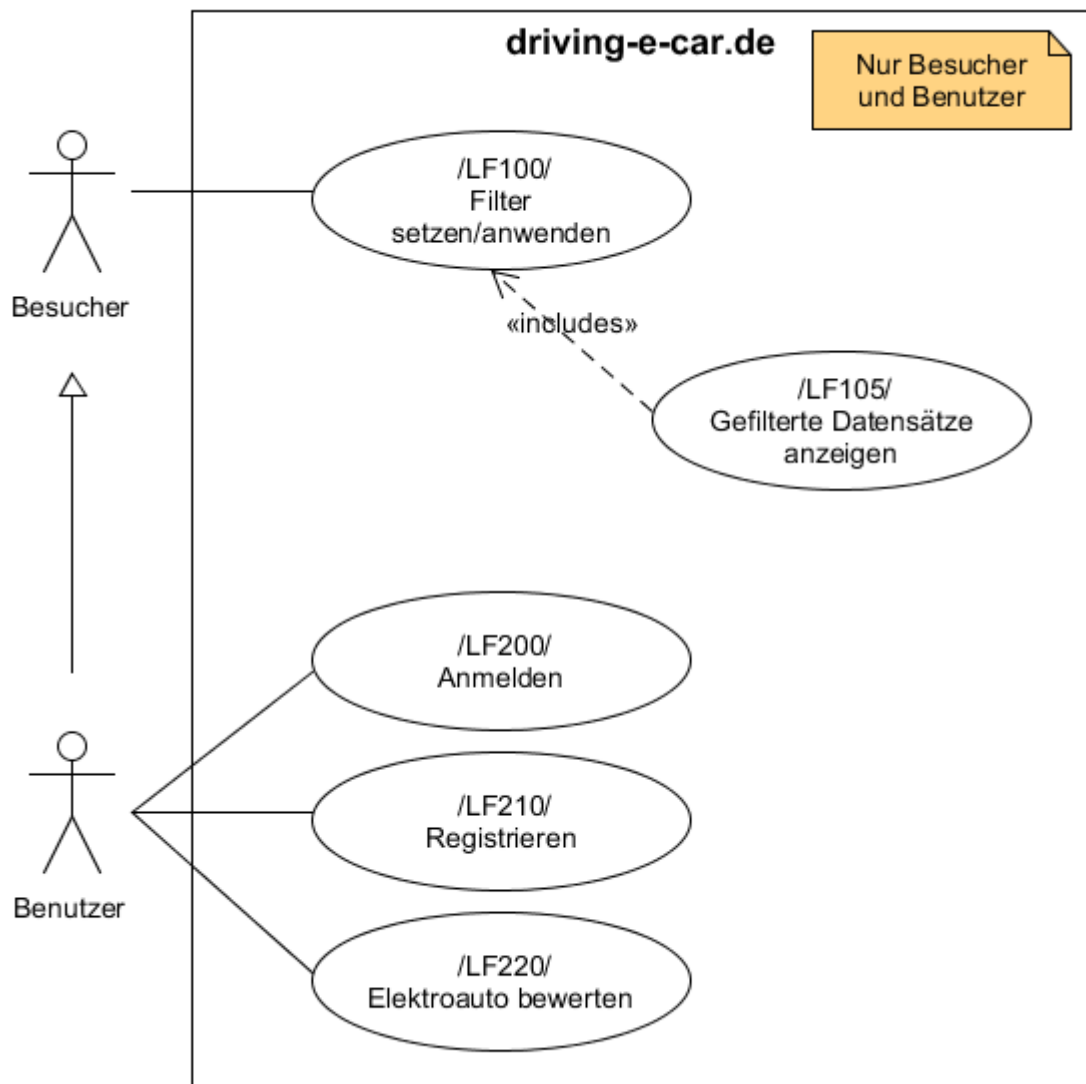 driving-e-car.de
Nur Besucher
und Benutzer
/LF100/
Filter
setzen/anwenden
Besucher
«includes»
/LF105/
Gefilterte Datensätze
anzeigen
/LF200/
Anmelden
/LF210/
Registrieren
Benutzer
/LF220/
Elektroauto bewerten